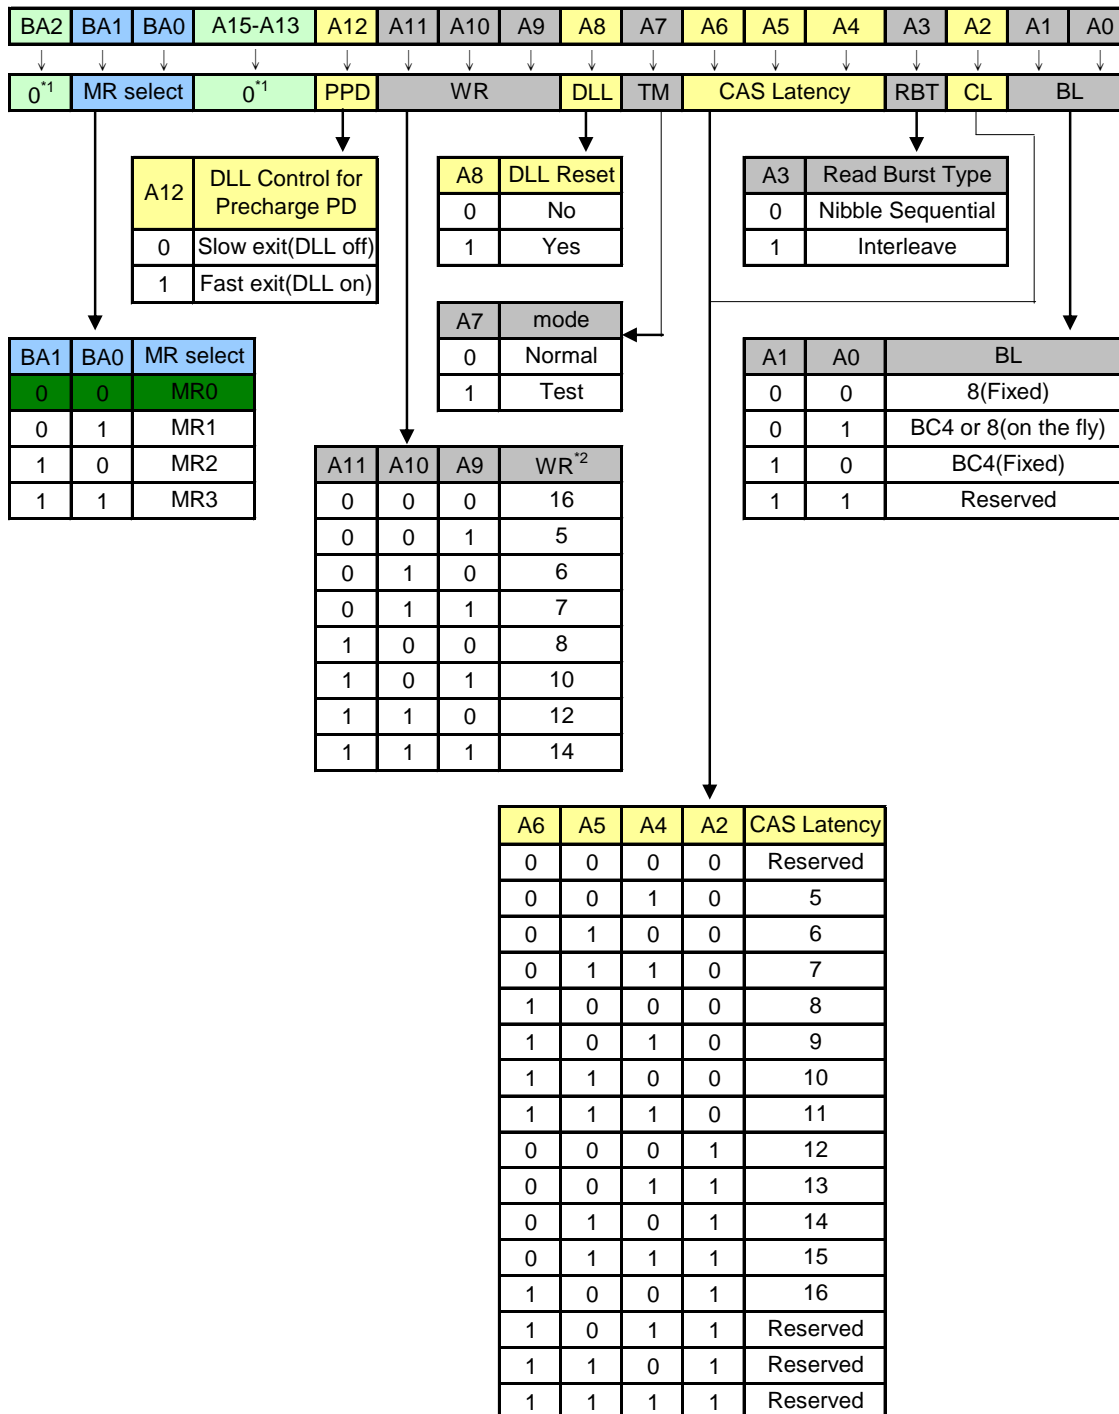 BA2 BA1 BA0 A15-A13 A12 A11 A10 A9 A8 A7 A6 A5 A4 A3 A2 A1 A0
0*1 MR select 0*1 PPD WR DLL TM CAS Latency RBT CL BL
A12 DLL Control for Precharge PD
0 Slow exit(DLL off)
1 Fast exit(DLL on)
A8 DLL Reset
0 No
1 Yes
A3 Read Burst Type
0 Nibble Sequential
1 Interleave
A7 mode
0 Normal
1 Test
BA1 BA0 MR select
0 0 MR0
0 1 MR1
1 0 MR2
1 1 MR3
A1 A0 BL
0 0 8(Fixed)
0 1 BC4 or 8(on the fly)
1 0 BC4(Fixed)
1 1 Reserved
A11 A10 A9 WR*2
0 0 0 16
0 0 1 5
0 1 0 6
0 1 1 7
1 0 0 8
1 0 1 10
1 1 0 12
1 1 1 14
A6 A5 A4 A2 CAS Latency
0 0 0 0 Reserved
0 0 1 0 5
0 1 0 0 6
0 1 1 0 7
1 0 0 0 8
1 0 1 0 9
1 1 0 0 10
1 1 1 0 11
0 0 0 1 12
0 0 1 1 13
0 1 0 1 14
0 1 1 1 15
1 0 0 1 16
1 0 1 1 Reserved
1 1 0 1 Reserved
1 1 1 1 Reserved